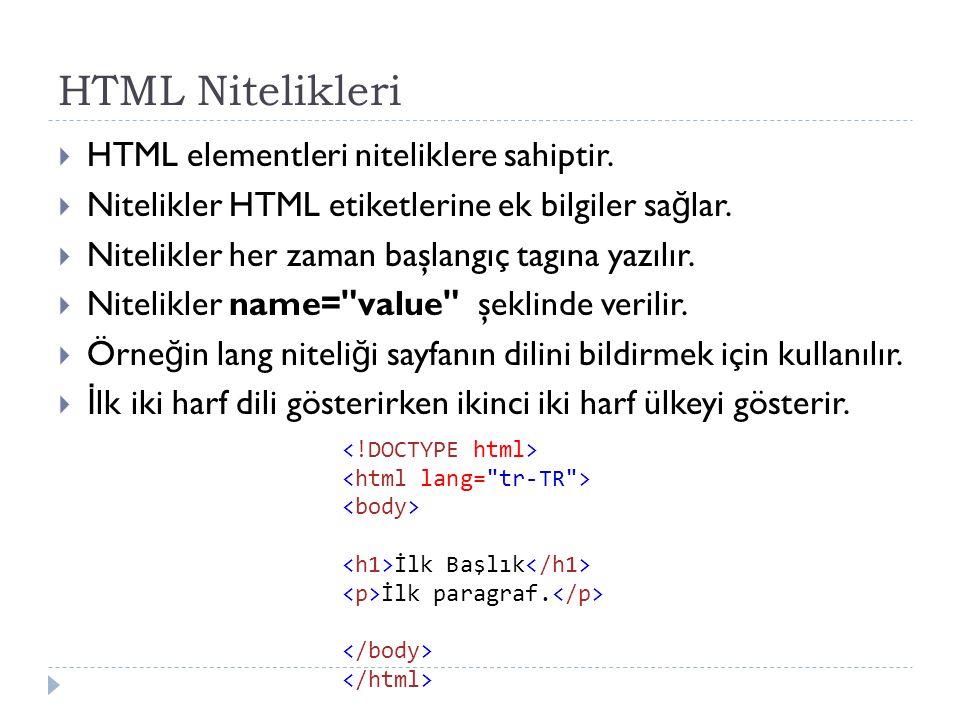 HTML Nitelikleri
HTML elementleri niteliklere sahiptir.
Nitelikler HTML etiketlerine ek bilgiler sağlar.
Nitelikler her zaman başlangıç tagına yazılır.
Nitelikler name="value" şeklinde verilir.
Örneğin lang niteliği sayfanın dilini bildirmek için kullanılır.
İlk iki harf dili gösterirken ikinci iki harf ülkeyi gösterir.
<!DOCTYPE html>
<html lang="tr-TR">
<body>
<h1>İlk Başlık</h1>
<p>İlk paragraf.</p>
</body>
</html>